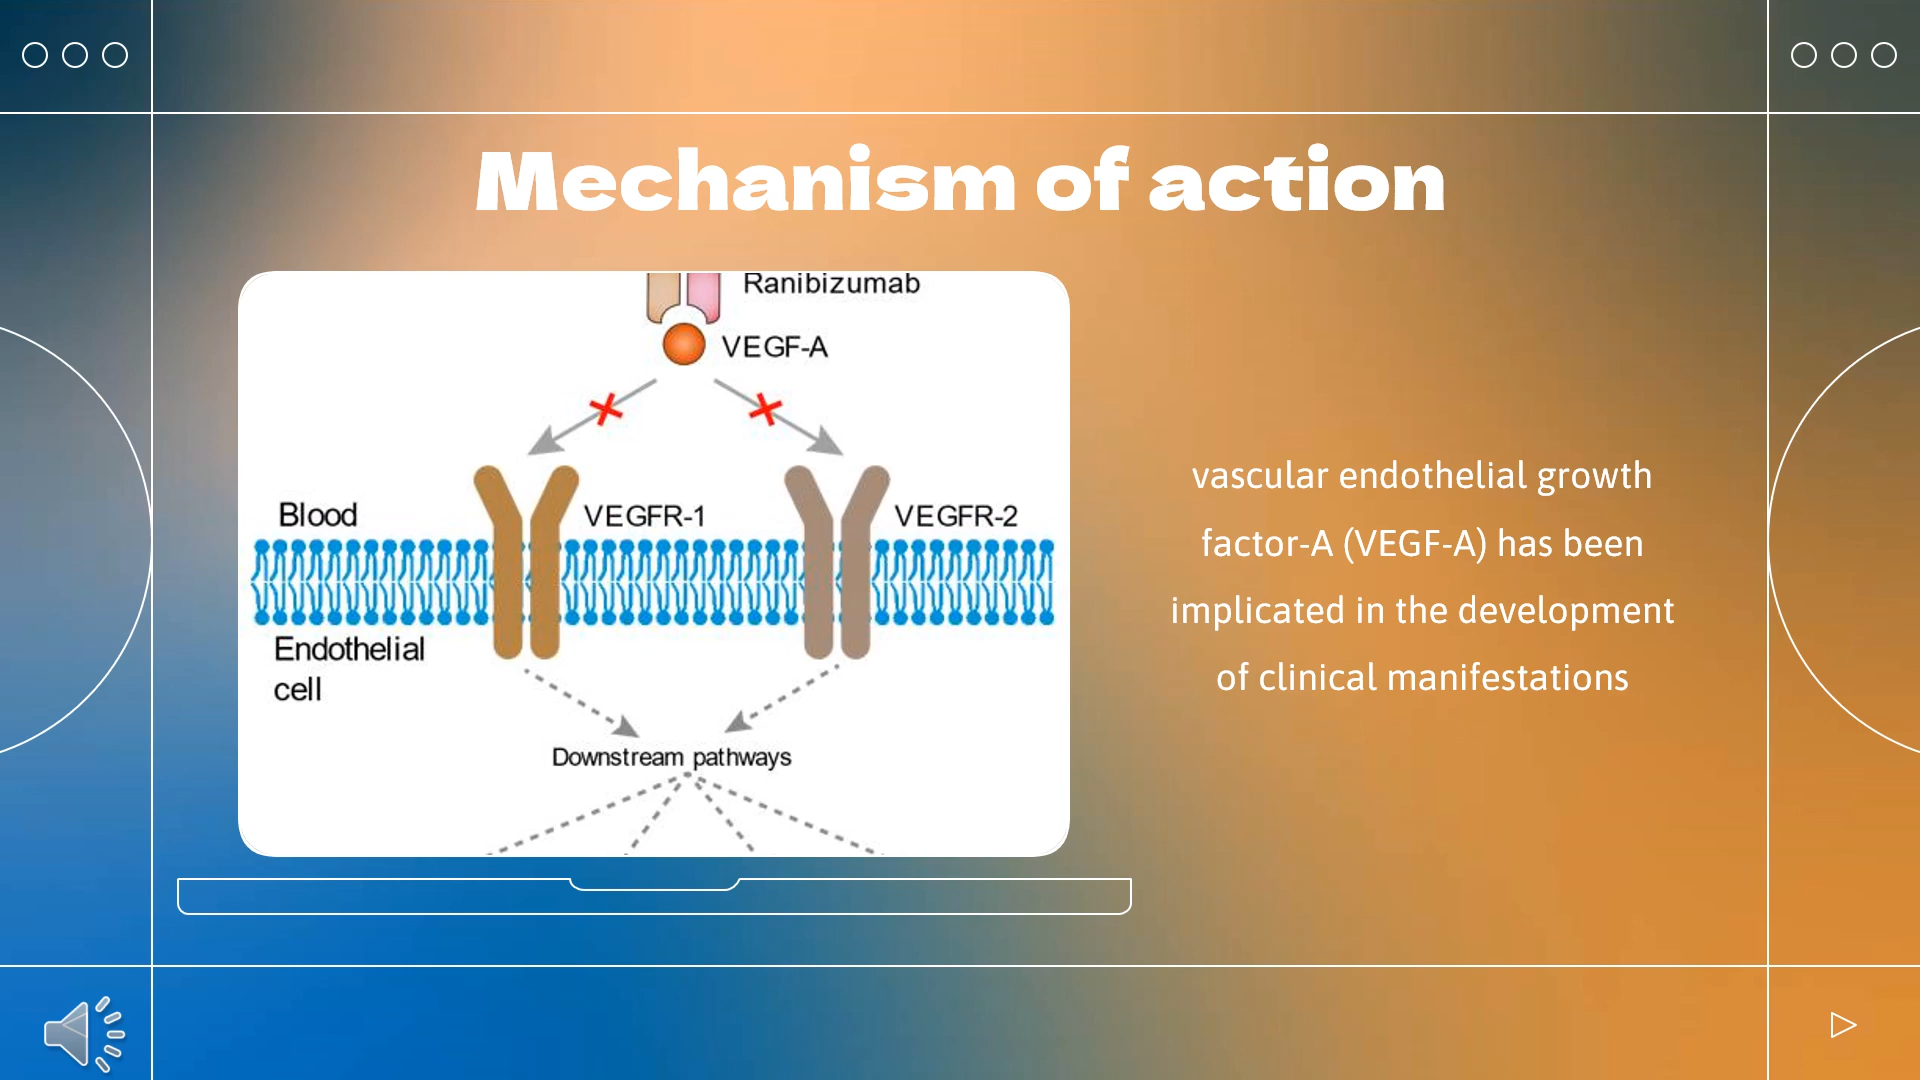 Mechanism of action
Ranibizumab
VEGF-A
Blood
VEGFR-1
VEGFR-2
Endothelial
cell
Downstream pathways
vascular endothelial growth
factor-A (VEGF-A) has been
implicated in the development
of clinical manifestations